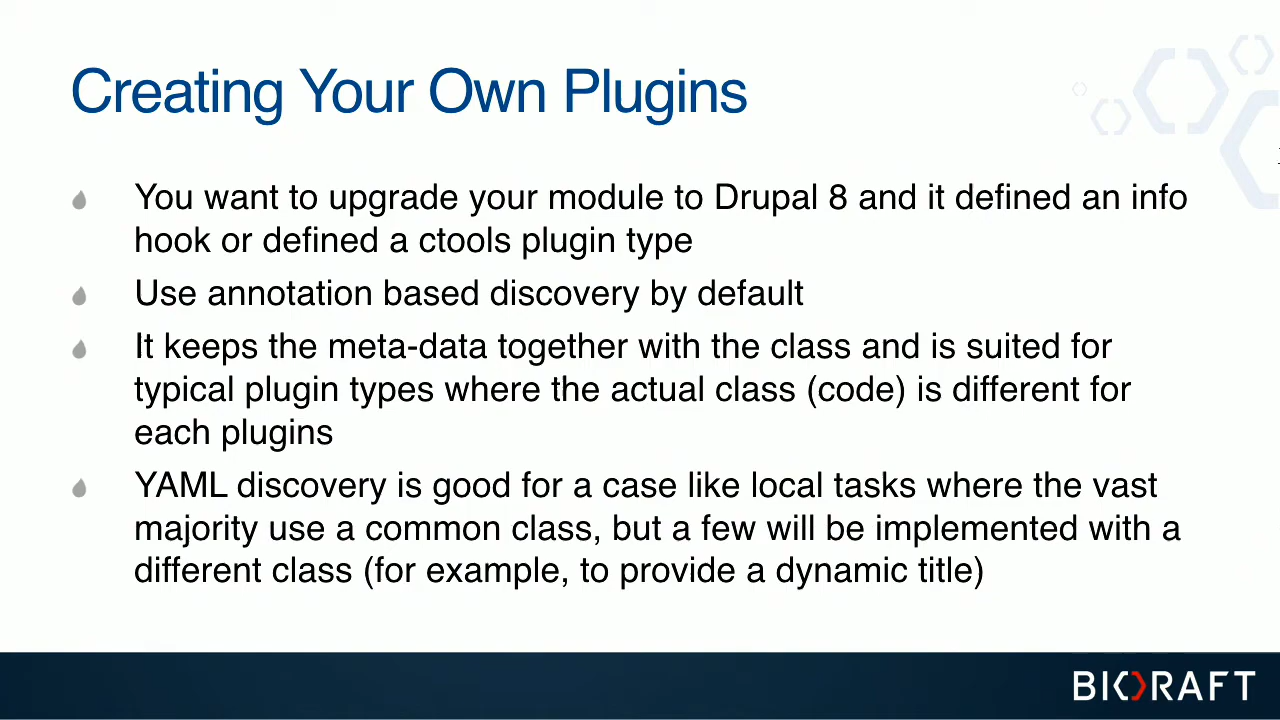 Creating Your Own Plugins
You want to upgrade your module to Drupal 8 and it defined an info
hook or defined a ctools plugin type
Use annotation based discovery by default
It keeps the meta-data together with the class and is suited for
typical plugin types where the actual class (code) is different for
each plugins
YAML discovery is good for a case like local tasks where the vast
majority use a common class, but a few will be implemented with a
different class (for example, to provide a dynamic title)
BIORAFT